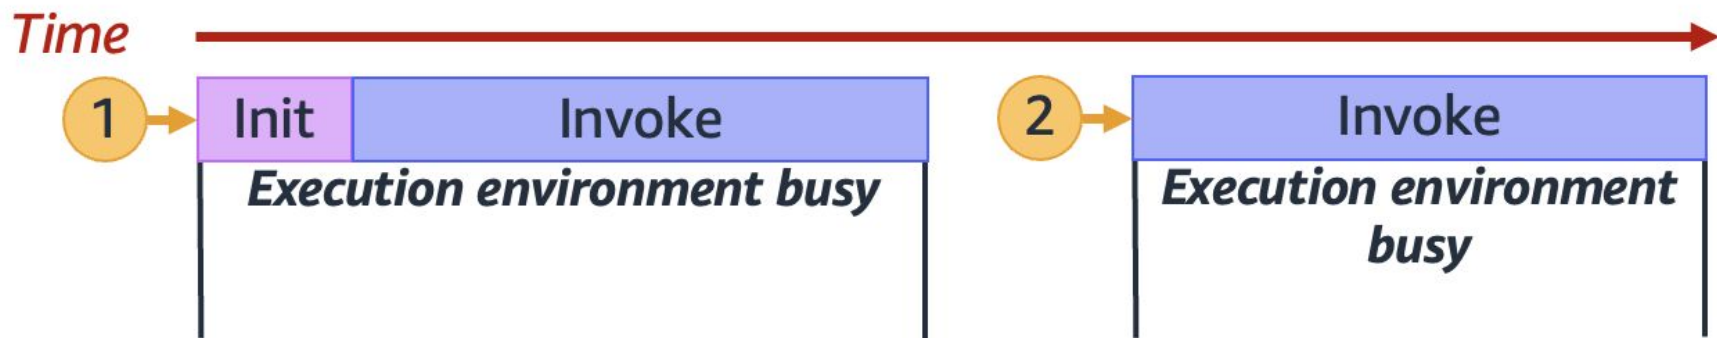 Time
1 Init Invoke 2 Invoke
Execution environment busy Execution environment
busy